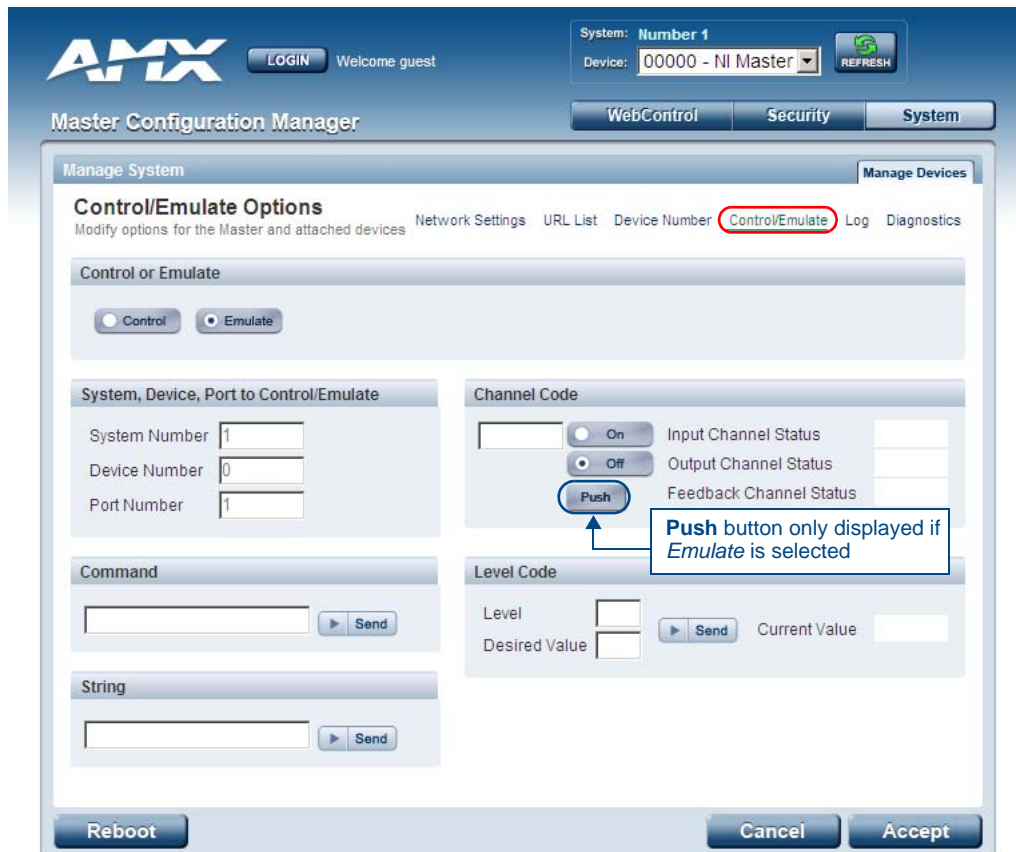 AMX
LOGIN
Welcome guest
System: Number 1
Device: 00000 - NI Master
REFRESH
Master Configuration Manager
WebControl
Security
System
Manage System
Manage Devices
Control/Emulate Options
Modify options for the Master and attached devices
Network Settings
URL List
Device Number
Control/Emulate
Log
Diagnostics
Control or Emulate
Control
Emulate
System, Device, Port to Control/Emulate
System Number 1
Device Number 0
Port Number 1
Channel Code
On
Input Channel Status
Off
Output Channel Status
Push
Feedback Channel Status
Push button only displayed if
Emulate is selected
Command
Send
Level Code
Level
Desired Value
Send
Current Value
String
Send
Reboot
Cancel
Accept